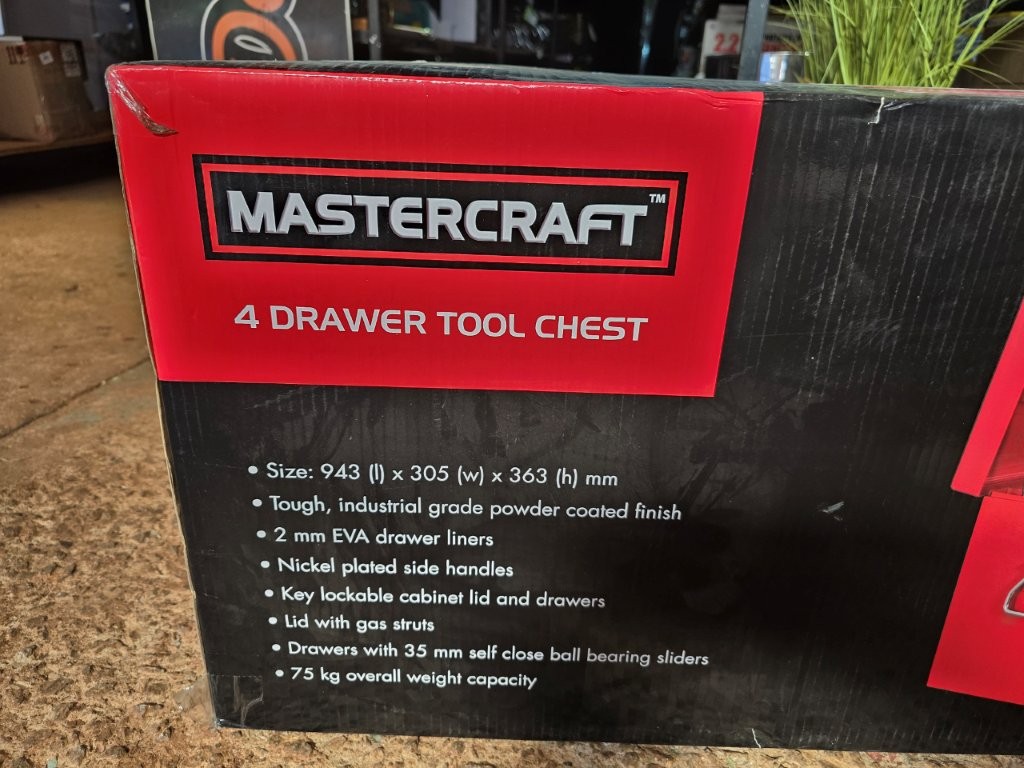 MASTERCRAFT™
4 DRAWER TOOL CHEST
• Size: 943 (l) x 305 (w) x 363 (h) mm
• Tough, industrial grade powder coated finish
• 2 mm EVA drawer liners
• Nickel plated side handles
• Key lockable cabinet lid and drawers
• Lid with gas struts
• Drawers with 35 mm self close ball bearing sliders
• 75 kg overall weight capacity